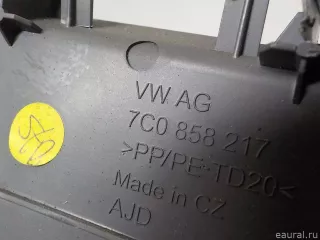 VW AG
7C0 858 217
>PP/PE-TD20<
Made in CZ
AJD
eaural.ru